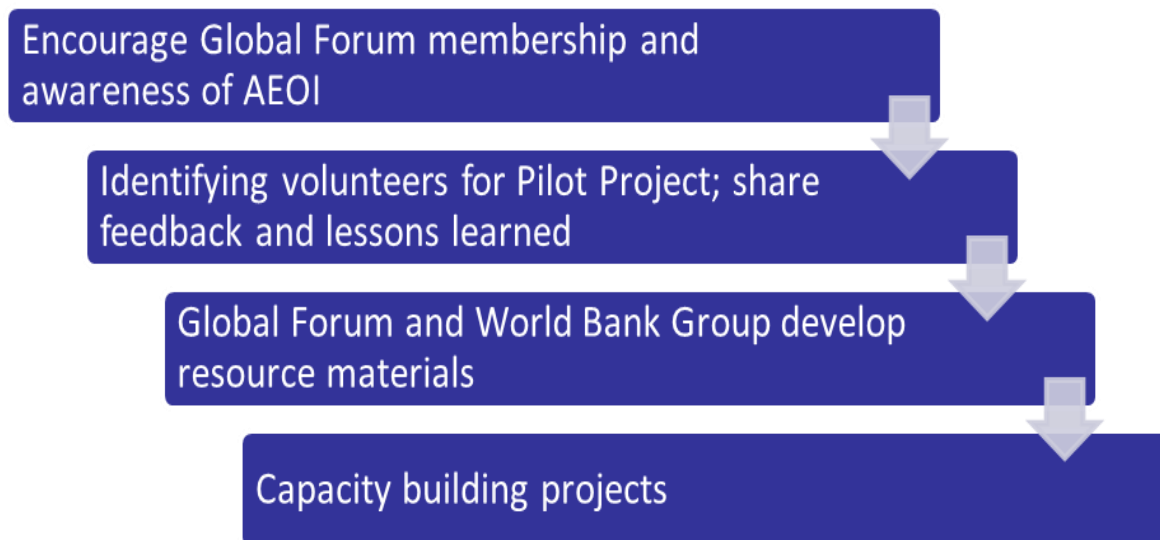 Encourage Global Forum membership and
awareness of AEOI
Identifying volunteers for Pilot Project; share
feedback and lessons learned
Global Forum and World Bank Group develop
resource materials
Capacity building projects